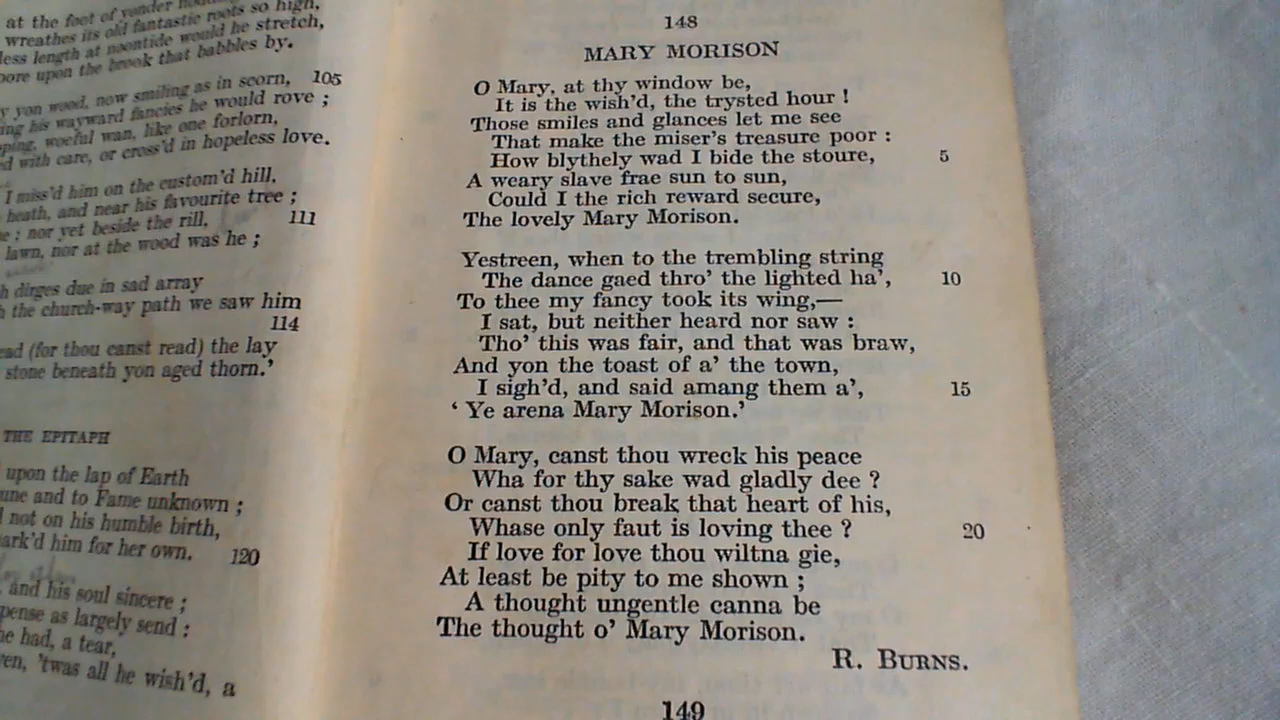 at the foot of yonder
wreathes its old fantastic roots so high,
length at noontide would he stretch,
upon the brook that babbles by.
yon wood, now smiling as in scorn, 105
his wayward fancies he would rove ;
woeful wan, like one forlorn,
with care, or cross'd in hopeless love.
I miss'd him on the custom'd hill,
heath, and near his favourite tree ;
; nor yet beside the rill, 111
lawn, nor at the wood was he ;
dirges due in sad array
the church-way path we saw him
114
(for thou canst read) the lay
stone beneath yon aged thorn.'
THE EPITAPH
upon the lap of Earth
and to Fame unknown ;
not on his humble birth,
him for her own. 120
and his soul sincere ;
as largely send :
had, a tear,
'twas all he wish'd, a
148
MARY MORISON
O Mary, at thy window be,
It is the wish'd, the trysted hour !
Those smiles and glances let me see
That make the miser's treasure poor :
How blythely wad I bide the stoure, 5
A weary slave frae sun to sun,
Could I the rich reward secure,
The lovely Mary Morison.
Yestreen, when to the trembling string
The dance gaed thro' the lighted ha', 10
To thee my fancy took its wing,—
I sat, but neither heard nor saw :
Tho' this was fair, and that was braw,
And yon the toast of a' the town,
I sigh'd, and said amang them a', 15
‘ Ye arena Mary Morison.’
O Mary, canst thou wreck his peace
Wha for thy sake wad gladly dee ?
Or canst thou break that heart of his,
Whase only faut is loving thee ? 20
If love for love thou wiltna gie,
At least be pity to me shown ;
A thought ungentle canna be
The thought o' Mary Morison.
R. BURNS.
149